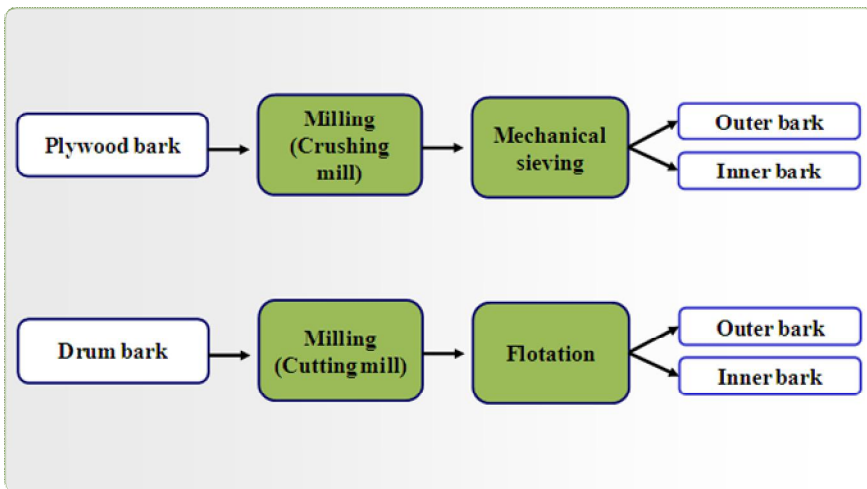 Plywood bark
Milling
(Crushing
mill)
Mechanical
sieving
Outer bark
Inner bark
Drum bark
Milling
(Cutting mill)
Flotation
Outer bark
Inner bark